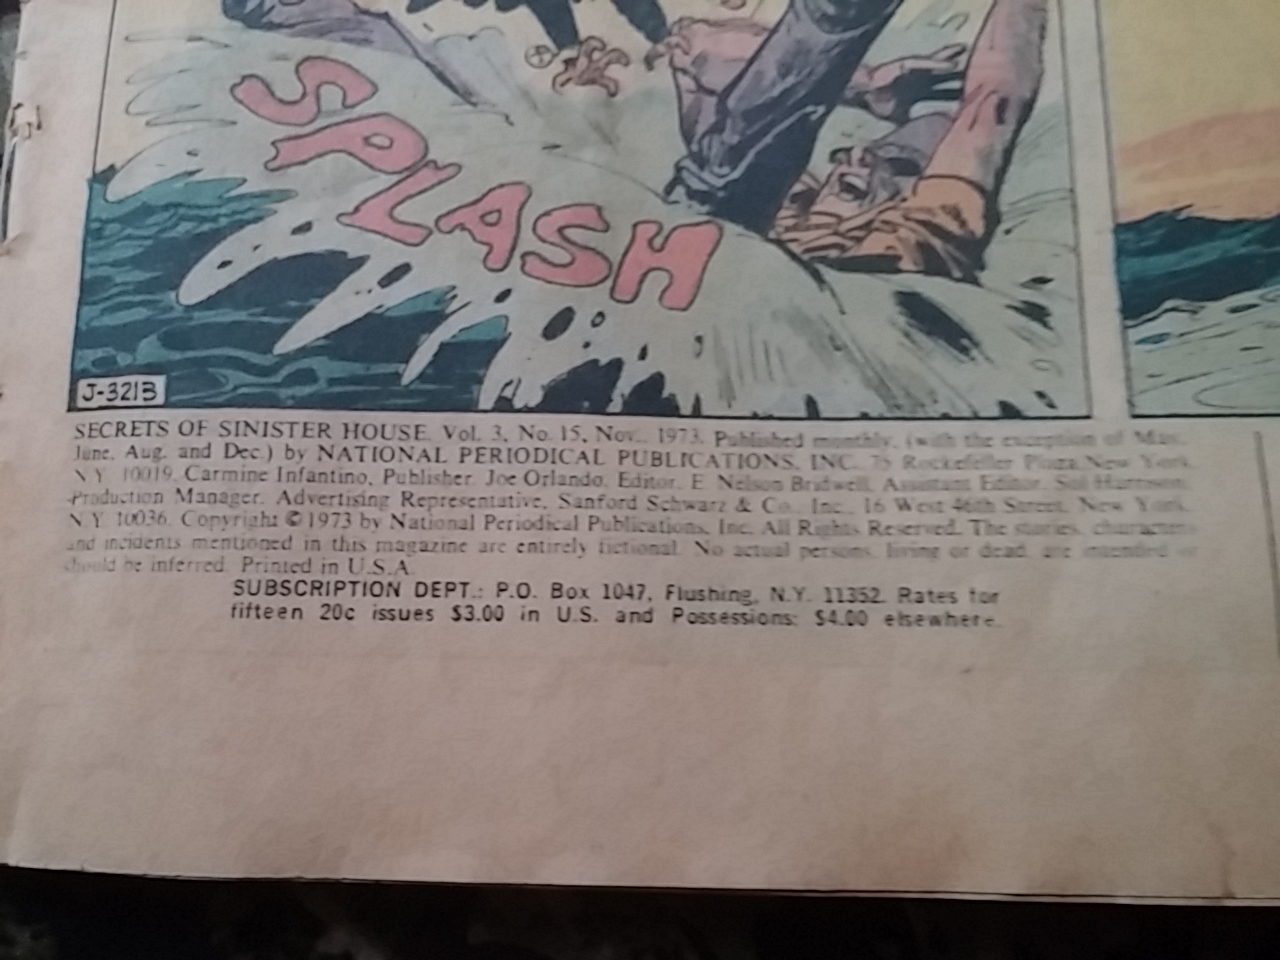 SPLASH
J-3213
SECRETS OF SINISTER HOUSE, Vol. 3, No. 15, Nov., 1973. Published monthly, (with the exception of Mar.,
June, Aug. and Dec.) by NATIONAL PERIODICAL PUBLICATIONS, INC. 75 Rockefeller Plaza, New York,
N.Y. 10019. Carmine Infantino, Publisher. Joe Orlando, Editor. E. Nelson Bridwell, Assistant Editor. Sol Harrison,
Production Manager. Advertising Representative, Sanford Schwarz & Co., Inc., 16 West 46th Street, New York,
N.Y. 10036. Copyright © 1973 by National Periodical Publications, Inc. All Rights Reserved. The stories, characters
and incidents mentioned in this magazine are entirely fictional. No actual persons, living or dead, are intended or
should be inferred. Printed in U.S.A.
SUBSCRIPTION DEPT.: P.O. Box 1047, Flushing, N.Y. 11352. Rates for
fifteen 20c issues $3.00 in U.S. and Possessions: $4.00 elsewhere.